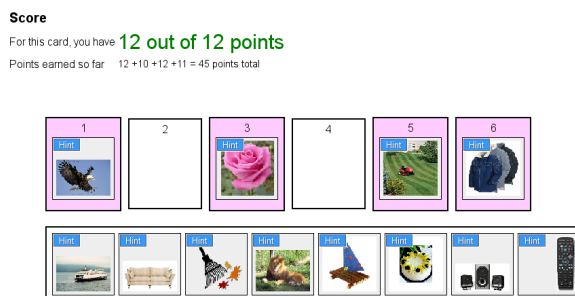 Score
For this card, you have 12 out of 12 points
Points earned so far 12 +10 +12 +11 = 45 points total
1 2 3 4 5 6
Hint Hint Hint Hint
Hint Hint Hint Hint Hint Hint Hint Hint